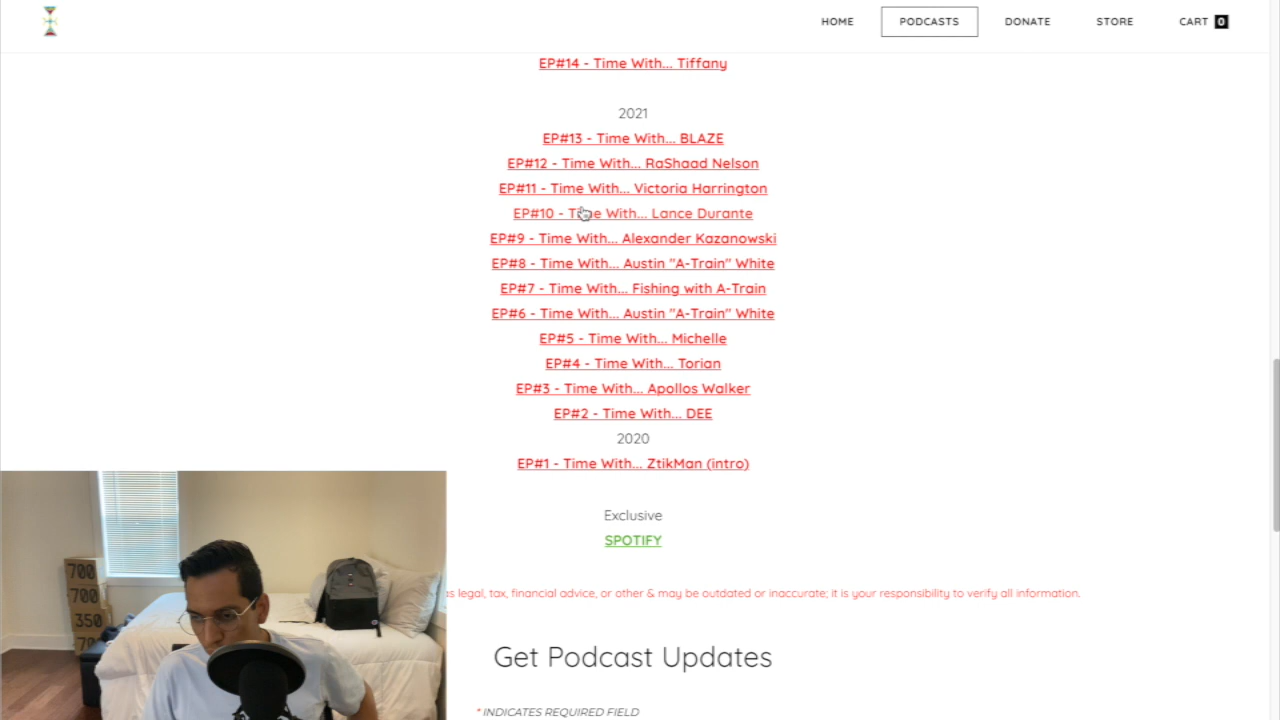 HOME PODCASTS DONATE STORE CART 0
EP#14 - Time With... Tiffany
2021
EP#13 - Time With... BLAZE
EP#12 - Time With... RaShaad Nelson
EP#11 - Time With... Victoria Harrington
EP#10 - Time With... Lance Durante
EP#9 - Time With... Alexander Kazanowski
EP#8 - Time With... Austin "A-Train" White
EP#7 - Time With... Fishing with A-Train
EP#6 - Time With... Austin "A-Train" White
EP#5 - Time With... Michelle
EP#4 - Time With... Torian
EP#3 - Time With... Apollos Walker
EP#2 - Time With... DEE
2020
EP#1 - Time With... ZtikMan (intro)
Exclusive
SPOTIFY
as legal, tax, financial advice, or other & may be outdated or inaccurate; it is your responsibility to verify all information.
Get Podcast Updates
* INDICATES REQUIRED FIELD
700
700
350